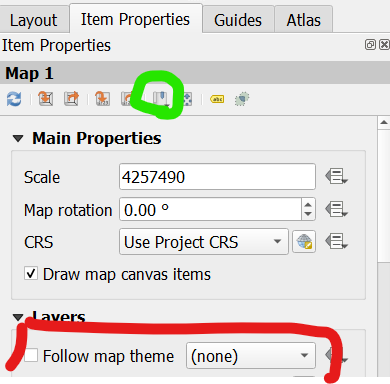 Layout Item Properties Guides Atlas
Item Properties
Map 1
abc
Main Properties
Scale 4257490
Map rotation 0.00 °
CRS Use Project CRS
Draw map canvas items
Layers
Follow map theme (none)